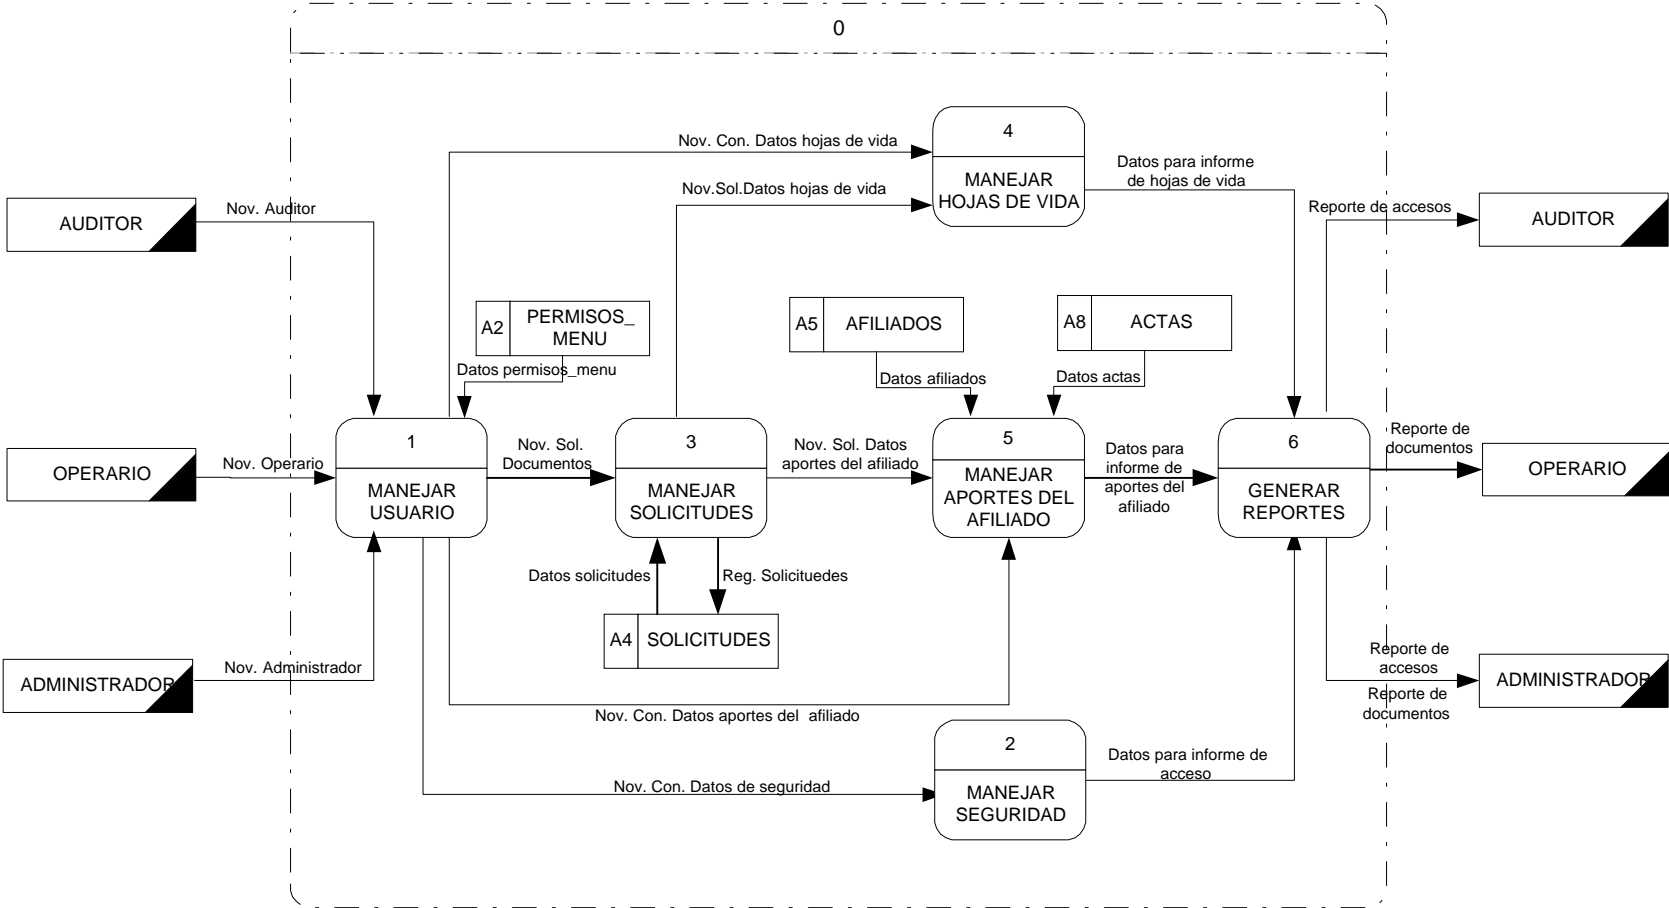 0
4
MANEJAR
HOJAS DE VIDA
Nov. Con. Datos hojas de vida
Nov.Sol.Datos hojas de vida
Datos para informe
de hojas de vida
AUDITOR
Nov. Auditor
Reporte de accesos
AUDITOR
A2
PERMISOS_
MENU
Datos permisos_menu
A5
AFILIADOS
Datos afiliados
A8
ACTAS
Datos actas
OPERARIO
Nov. Operario
1
MANEJAR
USUARIO
Nov. Sol.
Documentos
3
MANEJAR
SOLICITUDES
Nov. Sol. Datos
aportes del afiliado
5
MANEJAR
APORTES DEL
AFILIADO
Datos para
informe de
aportes del
afiliado
6
GENERAR
REPORTES
Reporte de
documentos
OPERARIO
Datos solicitudes
Reg. Solicituedes
A4
SOLICITUDES
ADMINISTRADOR
Nov. Administrador
Reporte de
accesos
Reporte de
documentos
ADMINISTRADOR
Nov. Con. Datos aportes del afiliado
2
MANEJAR
SEGURIDAD
Nov. Con. Datos de seguridad
Datos para informe de
acceso